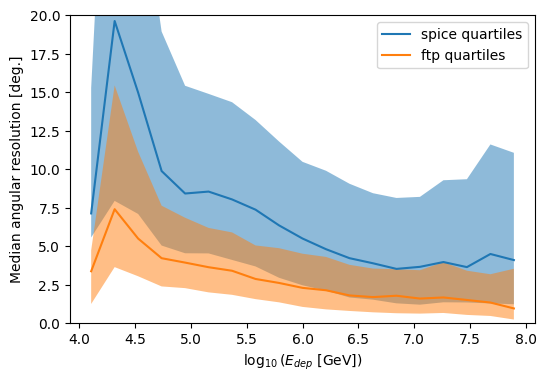 20.0
17.5
15.0
12.5
10.0
7.5
5.0
2.5
0.0
Median angular resolution [deg.]
spice quartiles
ftp quartiles
4.0 4.5 5.0 5.5 6.0 6.5 7.0 7.5 8.0
log₁₀(E_dep [GeV])